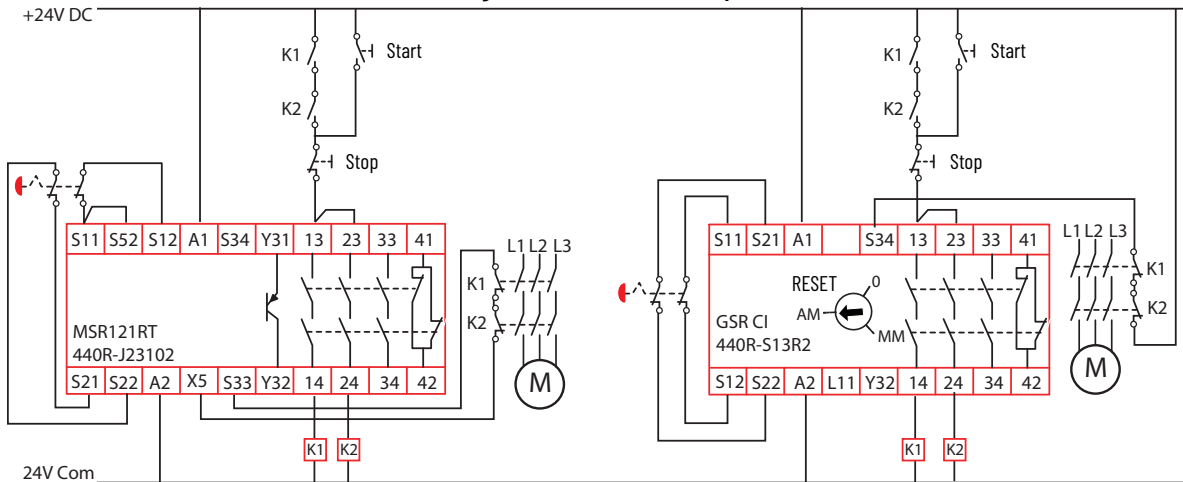 +24V DC
K1
Start
K2
Stop
S11 S52 S12 A1 S34 Y31 13 23 33 41
L1 L2 L3
K1
K2
MSR121RT
440R-J23102
S21 S22 A2 X5 S33 Y32 14 24 34 42
M
K1 K2
24V Com
K1
Start
K2
Stop
S11 S21 A1 S34 13 23 33 41
L1 L2 L3
K1
K2
RESET
0
AM
MM
GSR CI
440R-S13R2
S12 S22 A2 L11 Y32 14 24 34 42
M
K1 K2